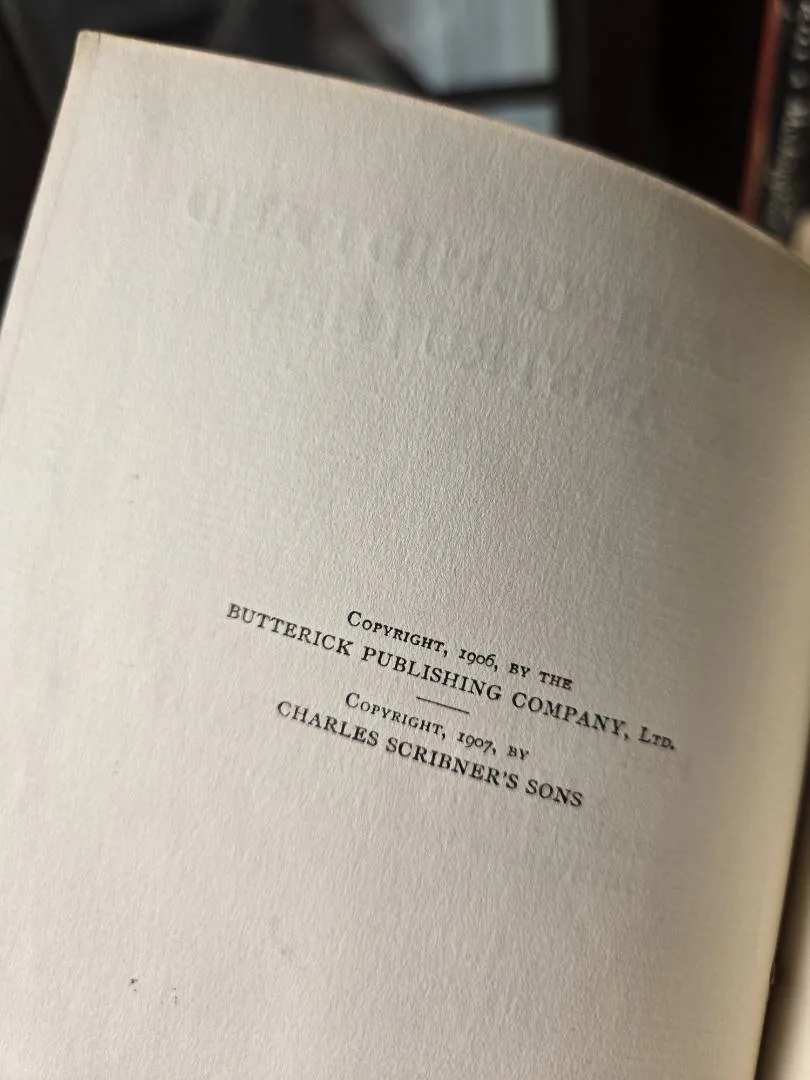 Copyright, 1906, by the
BUTTERICK PUBLISHING COMPANY, Ltd.
Copyright, 1907, by
CHARLES SCRIBNER'S SONS